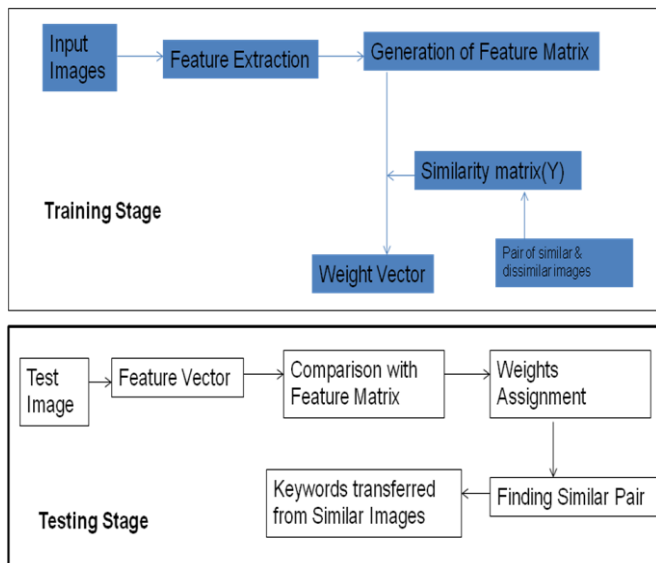 Input
Images
Feature Extraction
Generation of Feature Matrix
Similarity matrix(Y)
Training Stage
Pair of similar &
dissimilar images
Weight Vector
Test
Image
Feature Vector
Comparison with
Feature Matrix
Weights
Assignment
Keywords transferred
from Similar Images
Finding Similar Pair
Testing Stage